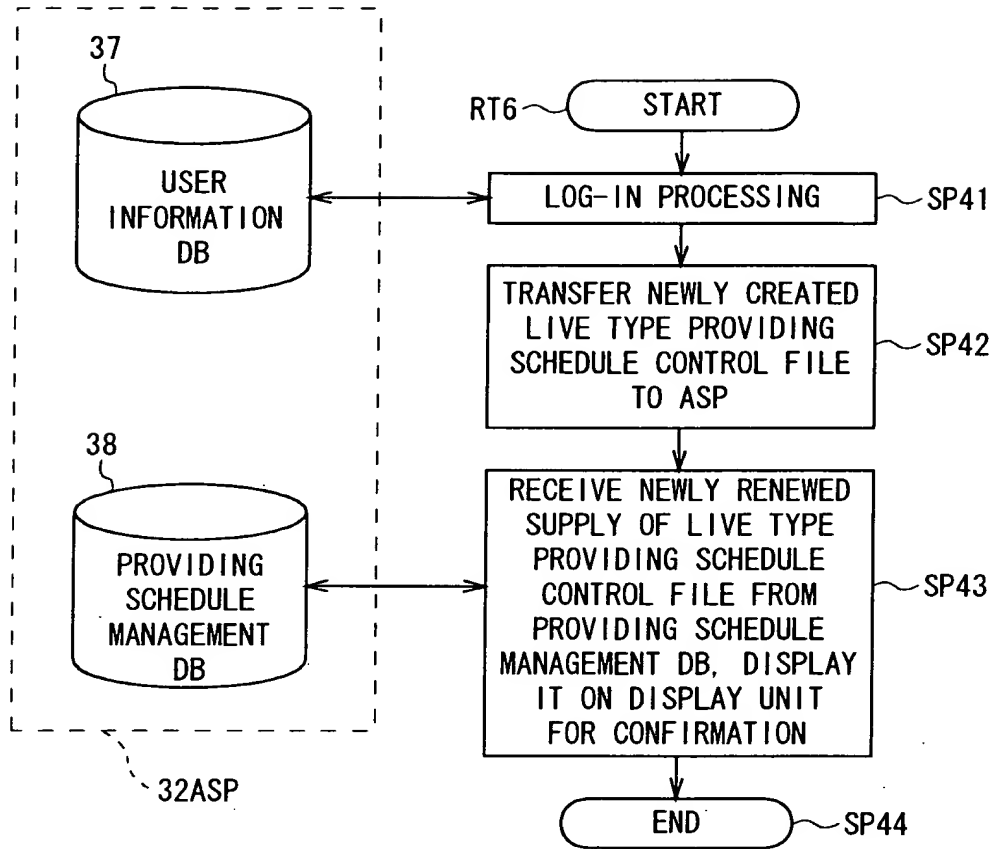 37
USER
INFORMATION
DB
38
PROVIDING
SCHEDULE
MANAGEMENT
DB
32ASP
RT6
START
LOG-IN PROCESSING
SP41
TRANSFER NEWLY CREATED
LIVE TYPE PROVIDING
SCHEDULE CONTROL FILE
TO ASP
SP42
RECEIVE NEWLY RENEWED
SUPPLY OF LIVE TYPE
PROVIDING SCHEDULE
CONTROL FILE FROM
PROVIDING SCHEDULE
MANAGEMENT DB, DISPLAY
IT ON DISPLAY UNIT
FOR CONFIRMATION
SP43
END
SP44